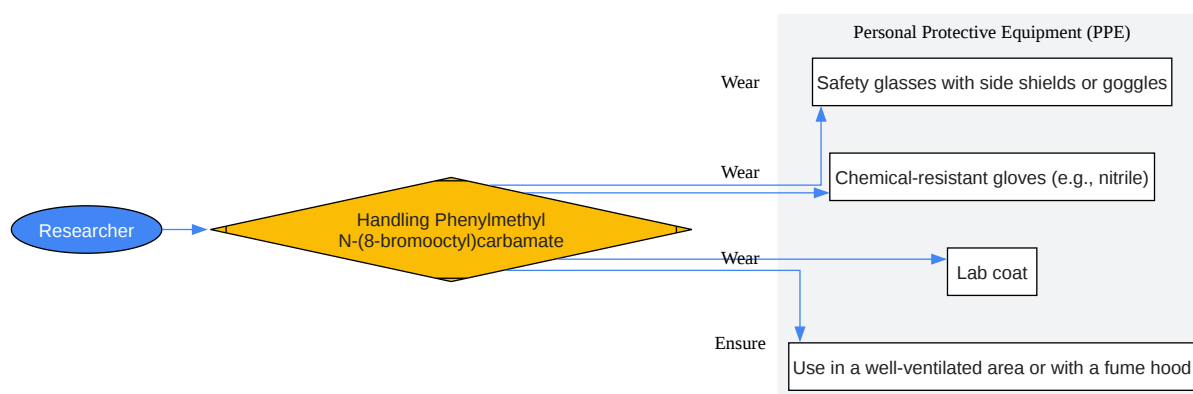 Personal Protective Equipment (PPE)
Wear
Safety glasses with side shields or goggles
Wear
Chemical-resistant gloves (e.g., nitrile)
Researcher
Handling Phenylmethyl
N-(8-bromooctyl)carbamate
Wear
Lab coat
Ensure
Use in a well-ventilated area or with a fume hood